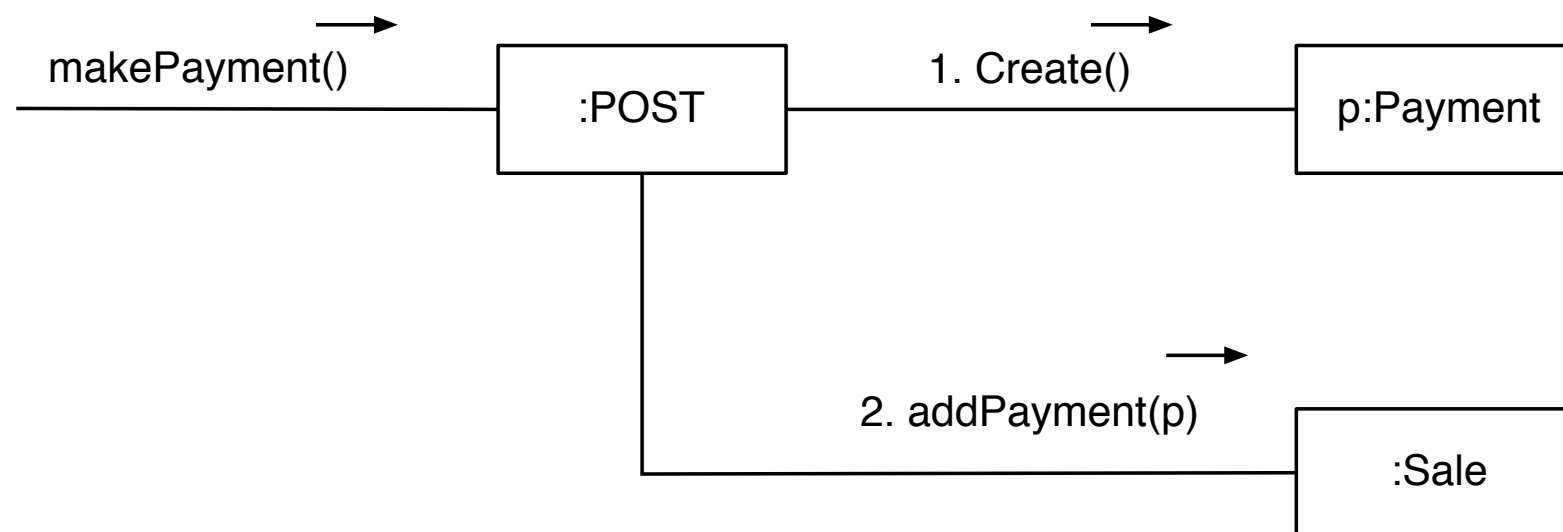 makePayment()
1. Create()
:POST
p:Payment
2. addPayment(p)
:Sale